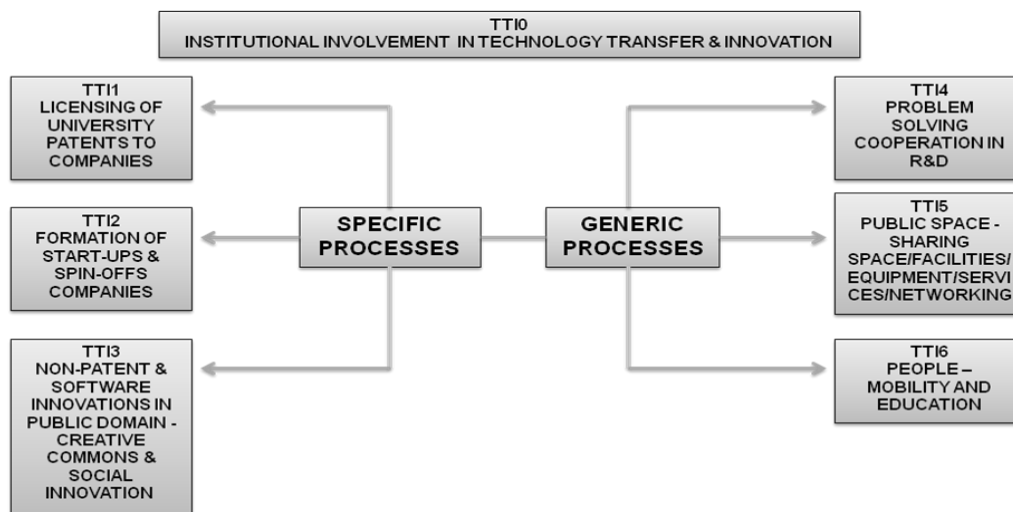 TTI0
INSTITUTIONAL INVOLVEMENT IN TECHNOLOGY TRANSFER & INNOVATION
TTI1
LICENSING OF
UNIVERSITY
PATENTS TO
COMPANIES
TTI2
FORMATION OF
START-UPS &
SPIN-OFFS
COMPANIES
TTI3
NON-PATENT &
SOFTWARE
INNOVATIONS IN
PUBLIC DOMAIN -
CREATIVE
COMMONS &
SOCIAL
INNOVATION
SPECIFIC
PROCESSES
GENERIC
PROCESSES
TTI4
PROBLEM
SOLVING
COOPERATION IN
R&D
TTI5
PUBLIC SPACE -
SHARING
SPACE/FACILITIES/
EQUIPMENT/SERVI
CES/NETWORKING
TTI6
PEOPLE –
MOBILITY AND
EDUCATION